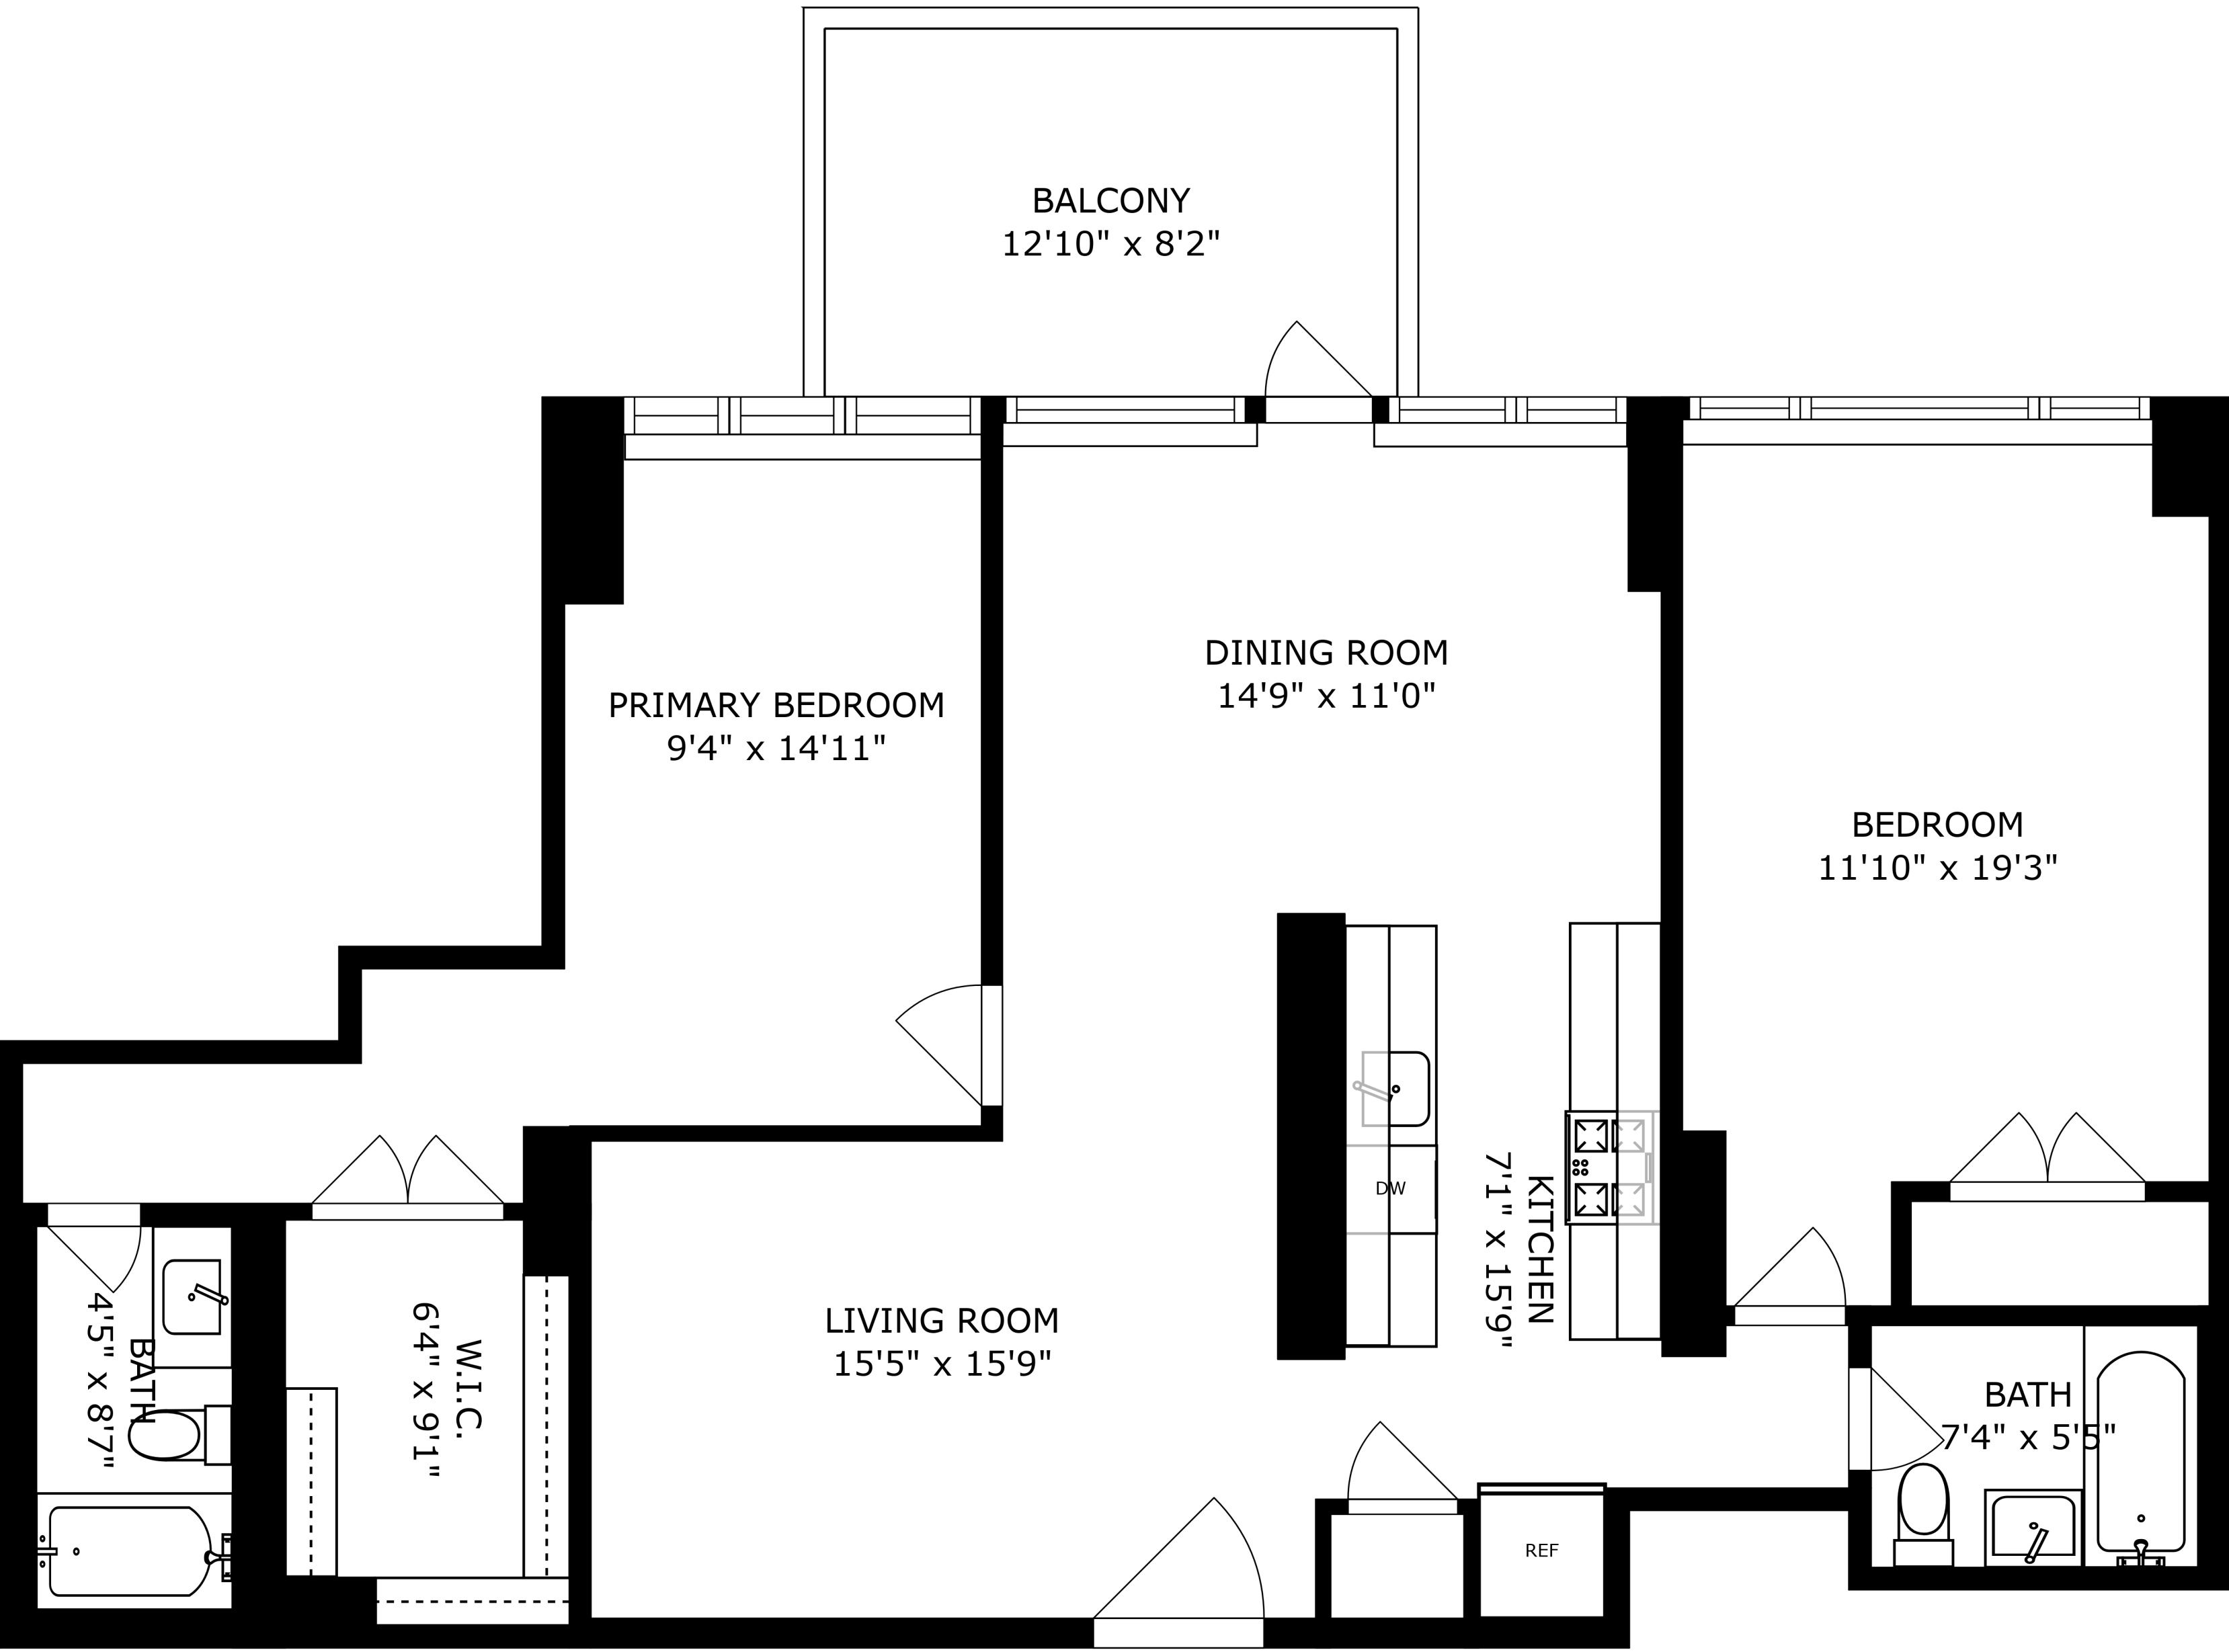 BALCONY
12'10" x 8'2"
DINING ROOM
14'9" x 11'0"
PRIMARY BEDROOM
9'4" x 14'11"
BEDROOM
11'10" x 19'3"
DW
KITCHEN
7'1" x 15'9"
LIVING ROOM
15'5" x 15'9"
BATH
4'5" x 8'7"
W.I.C.
6'4" x 9'1"
BATH
7'4" x 5'5"
REF